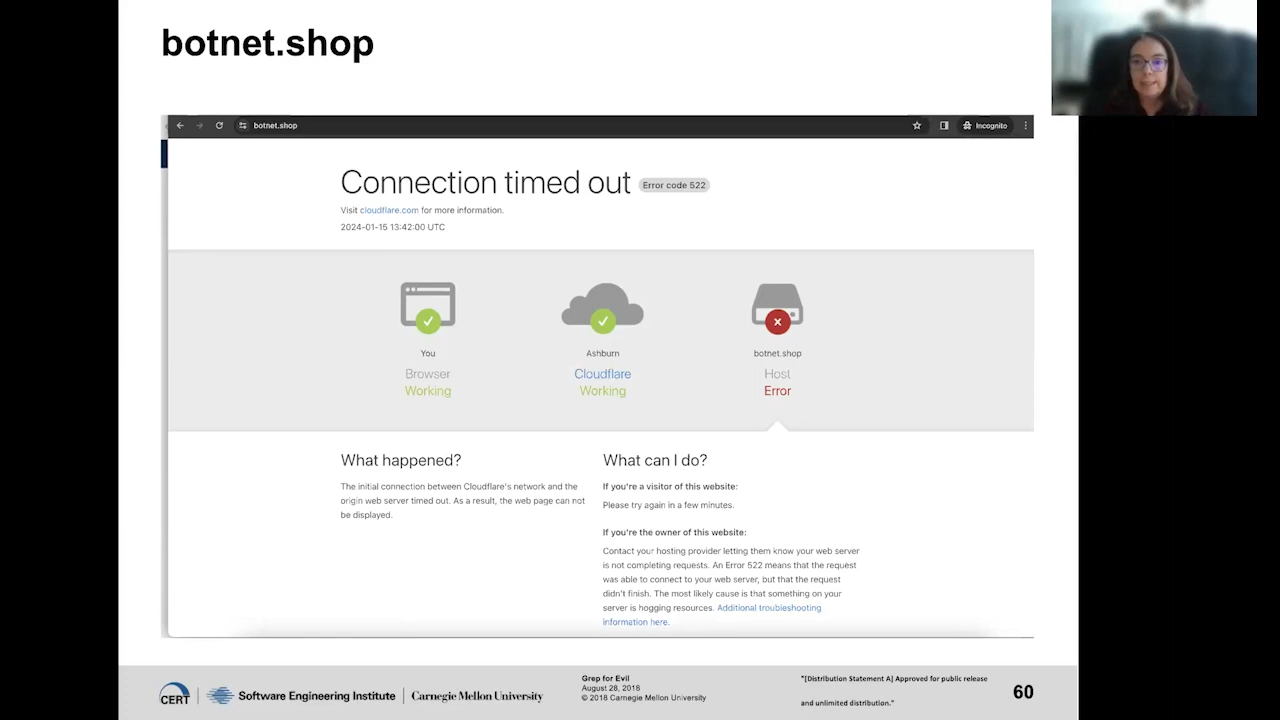 botnet.shop
botnet.shop
Incognito
Connection timed out Error code 522
Visit cloudflare.com for more information.
2024-01-15 13:42:00 UTC
You
Browser
Working
Ashburn
Cloudflare
Working
botnet.shop
Host
Error
What happened?
The initial connection between Cloudflare's network and the
origin web server timed out. As a result, the web page can not
be displayed.
What can I do?
If you're a visitor of this website:
Please try again in a few minutes.
If you're the owner of this website:
Contact your hosting provider letting them know your web server
is not completing requests. An Error 522 means that the request
was able to connect to your web server, but that the request
didn't finish. The most likely cause is that something on your
server is hogging resources. Additional troubleshooting
information here.
CERT
Software Engineering Institute
Carnegie Mellon University
Grep for Evil
August 28, 2018
© 2018 Carnegie Mellon University
"[Distribution Statement A] Approved for public release
and unlimited distribution."
60